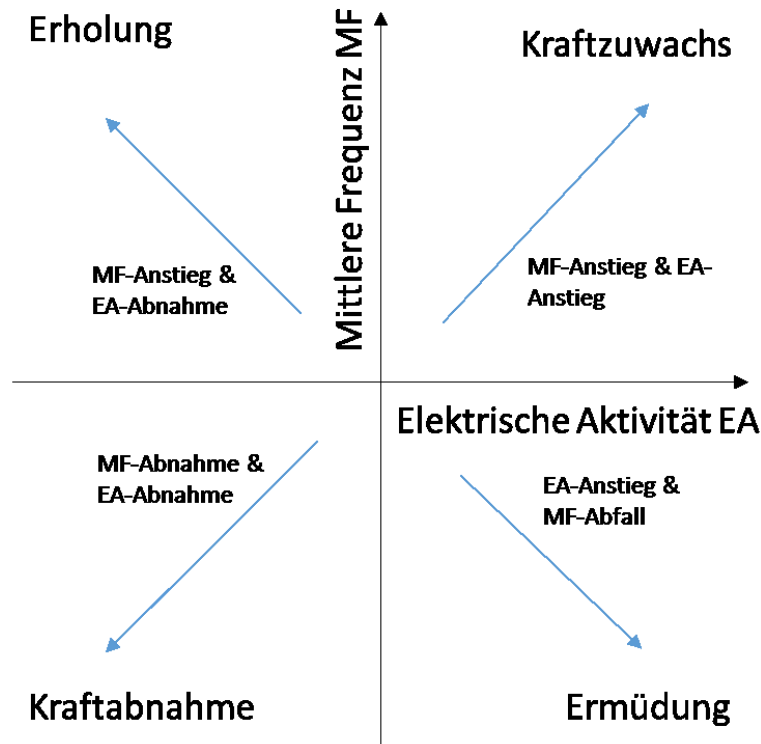 Erholung
Mittlere Frequenz MF
Kraftzuwachs
MF-Anstieg &
EA-Abnahme
MF-Anstieg & EA-
Anstieg
Elektrische Aktivität EA
MF-Abnahme &
EA-Abnahme
EA-Anstieg &
MF-Abfall
Kraftabnahme
Ermüdung